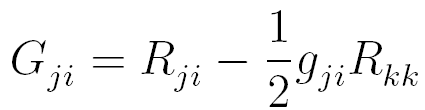 G_{ji} = R_{ji} - \frac{1}{2} g_{ji} R_{kk}